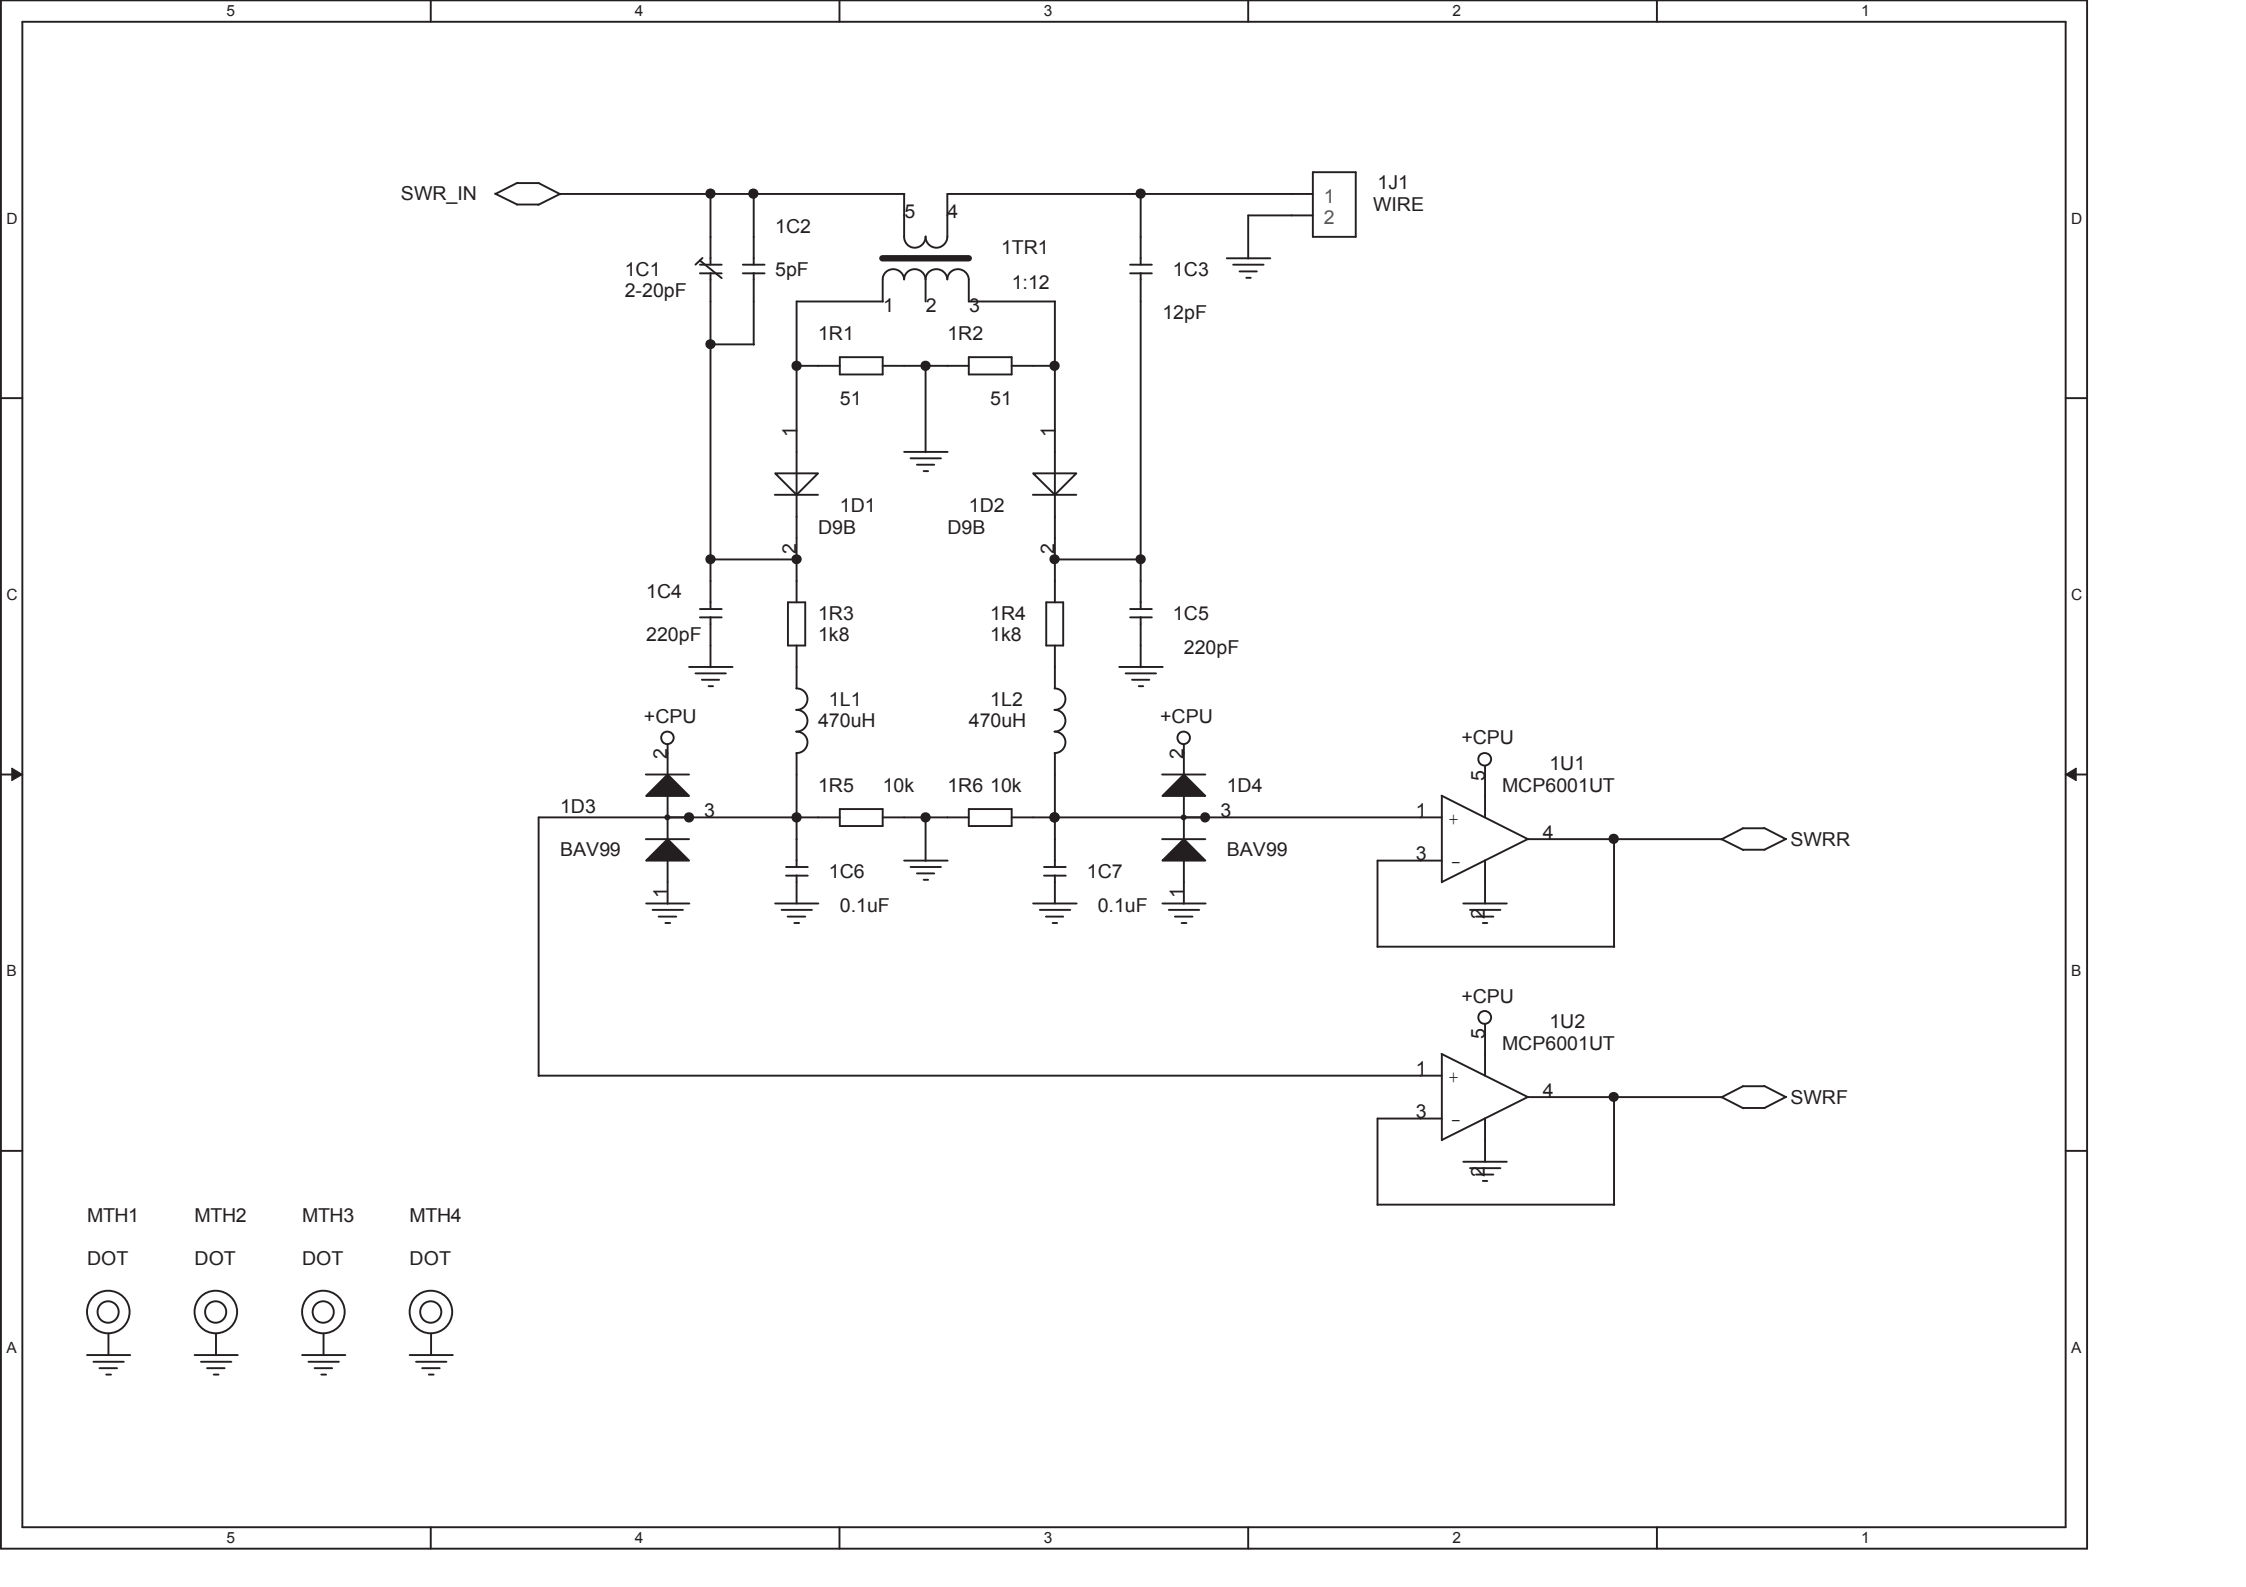 5 4 3 2 1
D D
SWR_IN
1J1
WIRE
1
2
5 4
1C2
5pF
1C1
2-20pF
1TR1
1:12
1C3
12pF
1 2 3
1R1 1R2
51 51
1 1
1D1
D9B
1D2
D9B
2 2
C C
1C4
220pF
1R3
1k8
1R4
1k8
1C5
220pF
1L1
470uH
1L2
470uH
+CPU
2
+CPU
2
+CPU
5
1U1
MCP6001UT
1R5 10k 1R6 10k
1D3
BAV99
3
1
1D4
BAV99
3
1
1 +
3 −
4
2
SWRR
1C6
0.1uF
1C7
0.1uF
B B
+CPU
5
1U2
MCP6001UT
1 +
3 −
4
2
SWRF
MTH1 MTH2 MTH3 MTH4
DOT DOT DOT DOT
A A
5 4 3 2 1